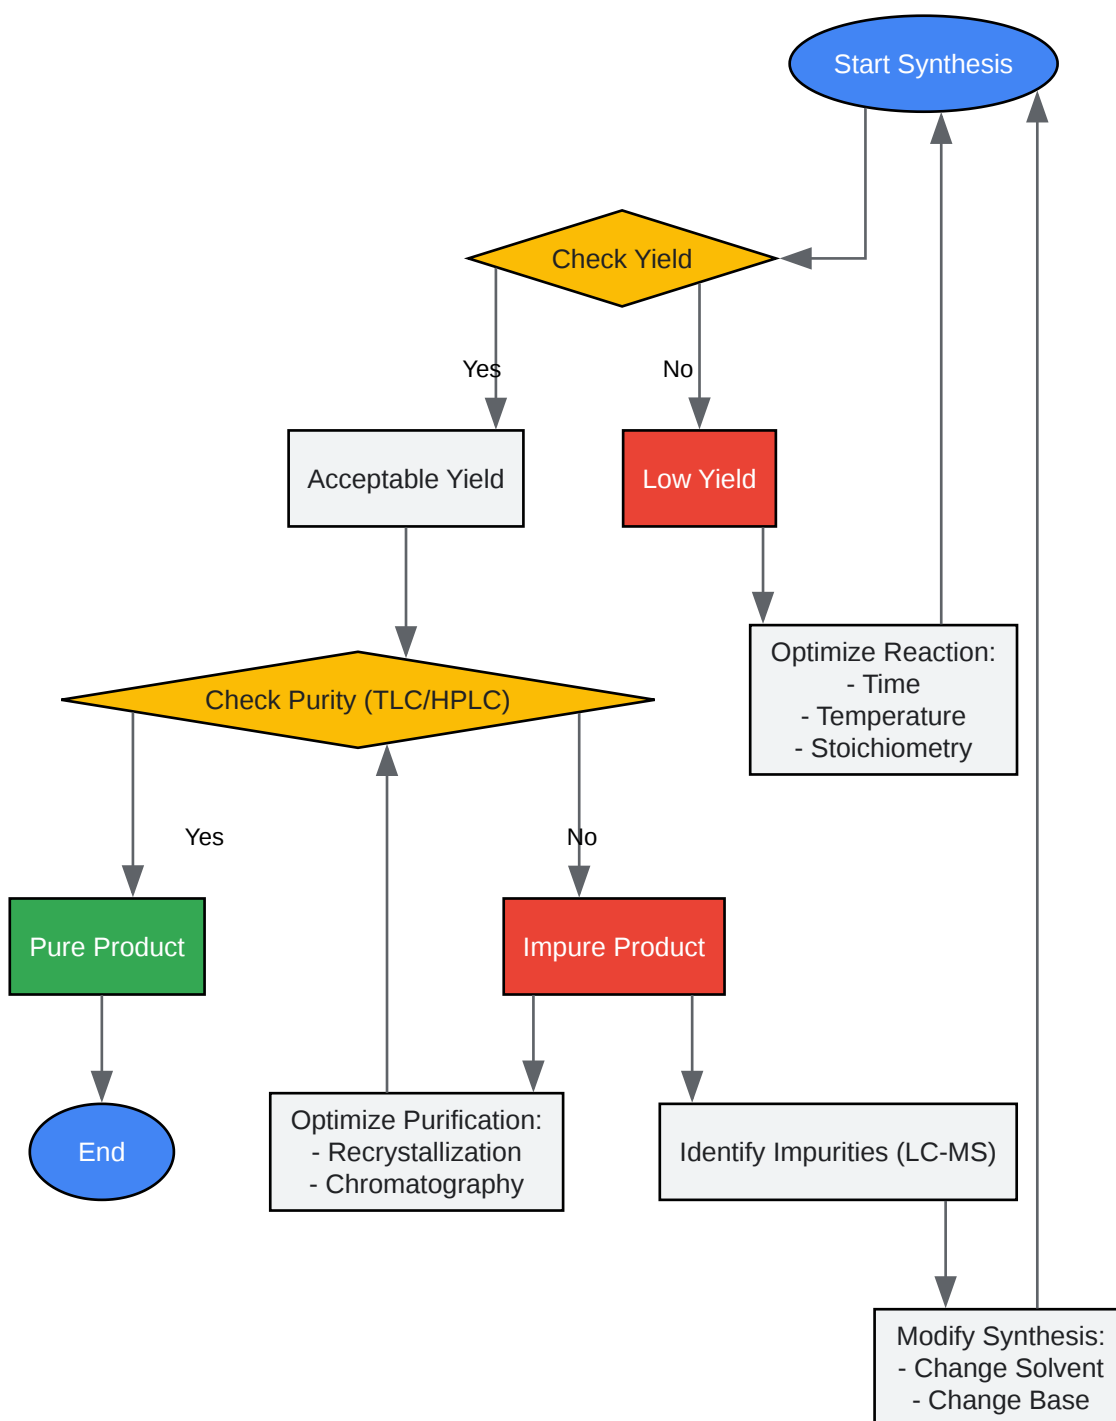 Start Synthesis
Check Yield
Yes
No
Acceptable Yield
Low Yield
Optimize Reaction:
- Time
- Temperature
- Stoichiometry
Check Purity (TLC/HPLC)
Yes
No
Pure Product
Impure Product
Optimize Purification:
- Recrystallization
- Chromatography
End
Identify Impurities (LC-MS)
Modify Synthesis:
- Change Solvent
- Change Base